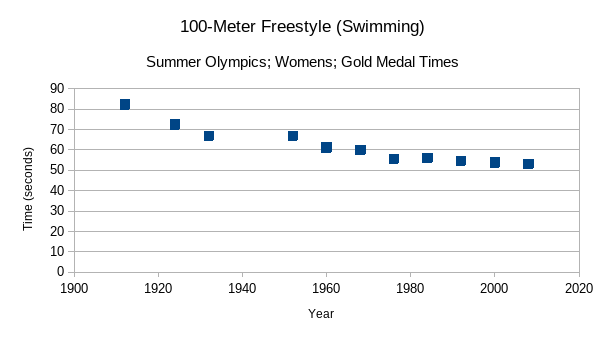 100-Meter Freestyle (Swimming)
Summer Olympics; Womens; Gold Medal Times
90
80
70
60
50
40
30
20
10
0
Time (seconds)
1900 1920 1940 1960 1980 2000 2020
Year